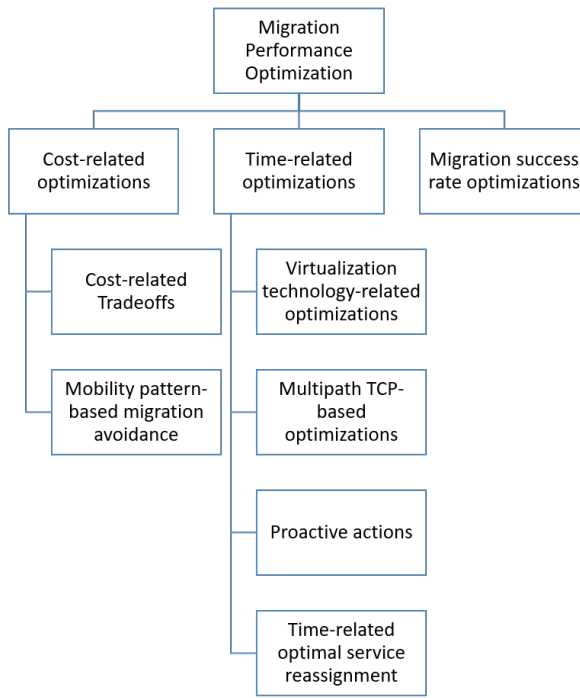 Migration
Performance
Optimization
Cost-related
optimizations
Time-related
optimizations
Migration success
rate optimizations
Cost-related
Tradeoffs
Mobility pattern-
based migration
avoidance
Virtualization
technology-related
optimizations
Multipath TCP-
based
optimizations
Proactive actions
Time-related
optimal service
reassignment